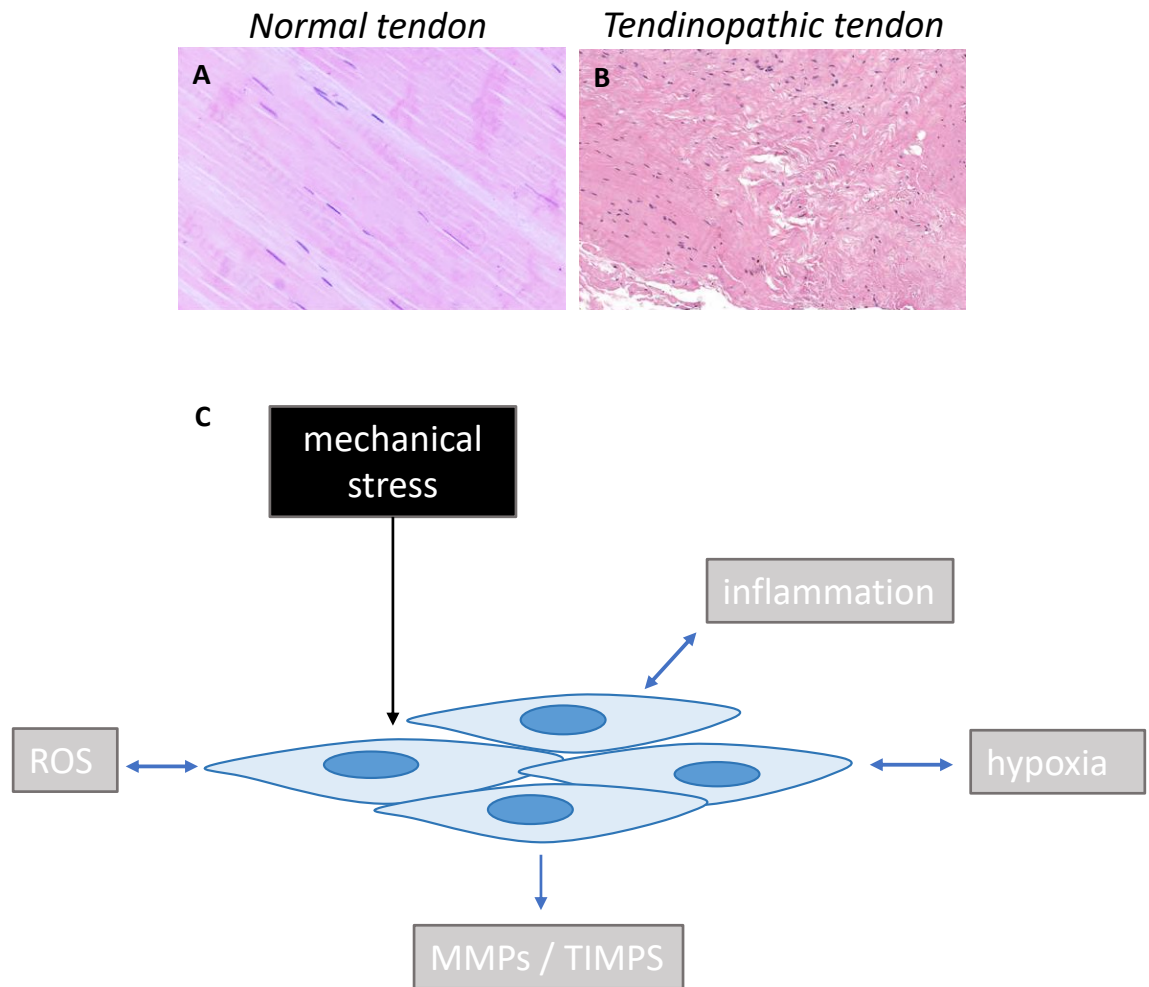 Normal tendon
Tendinopathic tendon
A
B
C
mechanical
stress
inflammation
ROS
hypoxia
MMPs / TIMPS